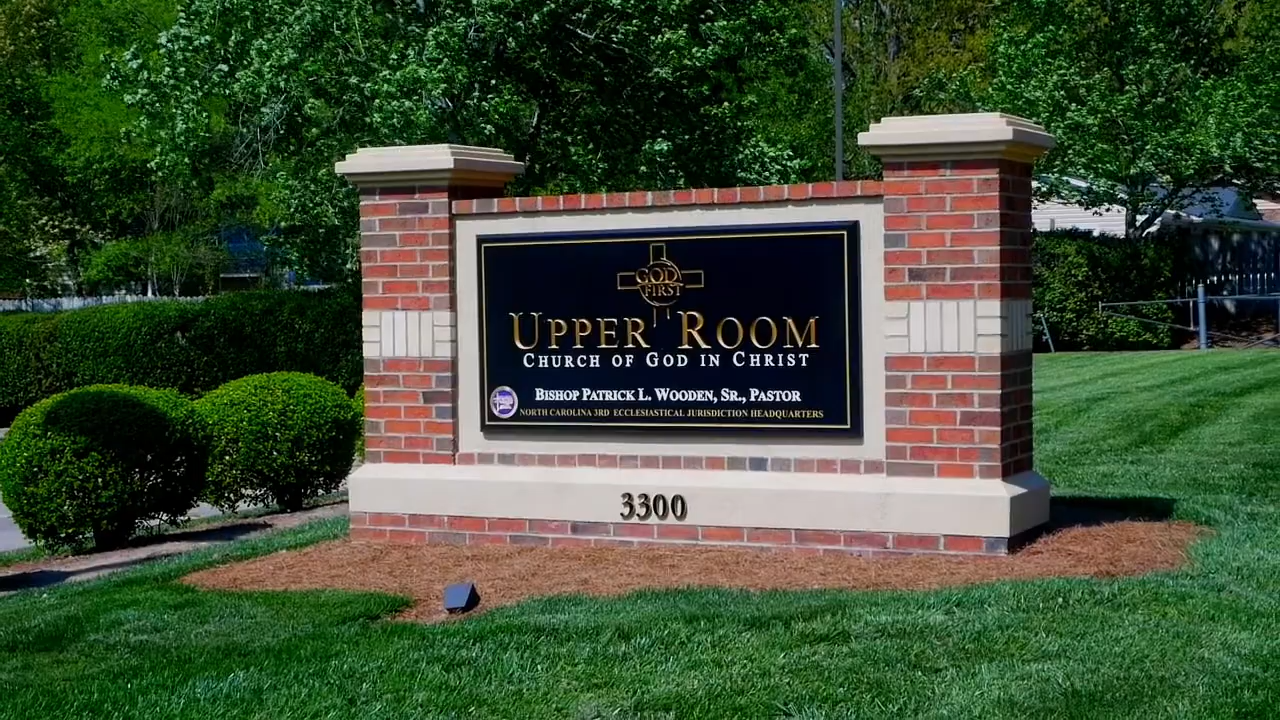 GOD
FIRST
UPPER ROOM
CHURCH OF GOD IN CHRIST
BISHOP PATRICK L. WOODEN, SR., PASTOR
NORTH CAROLINA 3RD ECCLESIASTICAL JURISDICTION HEADQUARTERS
3300